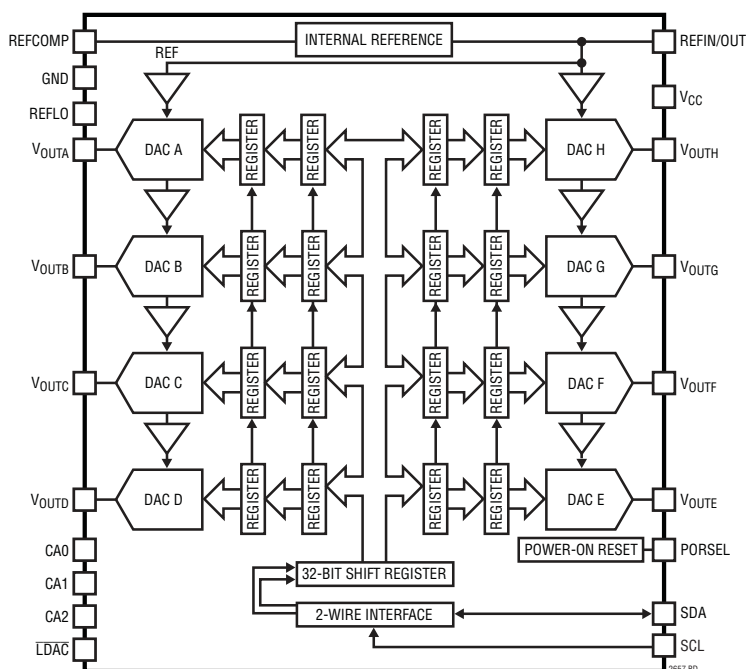 REFCOMP
INTERNAL REFERENCE
REFIN/OUT
REF
GND
VCC
REFLO
VOUTA
DAC A
REGISTER
REGISTER
REGISTER
REGISTER
DAC H
VOUTH
VOUTB
DAC B
REGISTER
REGISTER
REGISTER
REGISTER
DAC G
VOUTG
VOUTC
DAC C
REGISTER
REGISTER
REGISTER
REGISTER
DAC F
VOUTF
VOUTD
DAC D
REGISTER
REGISTER
REGISTER
REGISTER
DAC E
VOUTE
CA0
POWER-ON RESET
PORSEL
CA1
32-BIT SHIFT REGISTER
CA2
2-WIRE INTERFACE
SDA
LDAC
SCL
2657 BD